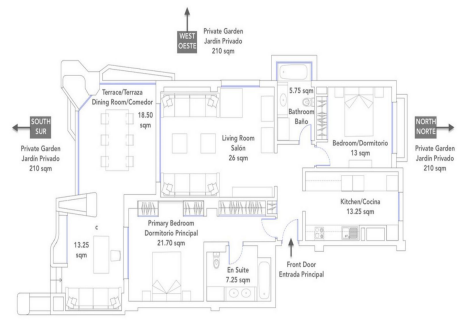 WEST
OESTE
Private Garden
Jardín Privado
210 sqm
Terrace/Terraza
Dining Room/Comedor
18.50
sqm
5.75 sqm
Bathroom
Baño
SOUTH
SUR
Private Garden
Jardín Privado
210 sqm
Living Room
Salón
26 sqm
Bedroom/Dormitorio
13 sqm
NORTH
NORTE
Private Garden
Jardín Privado
210 sqm
Kitchen/Cocina
13.25 sqm
c
13.25
sqm
Primary Bedroom
Dormitorio Principal
21.70 sqm
En Suite
7.25 sqm
Front Door
Entrada Principal